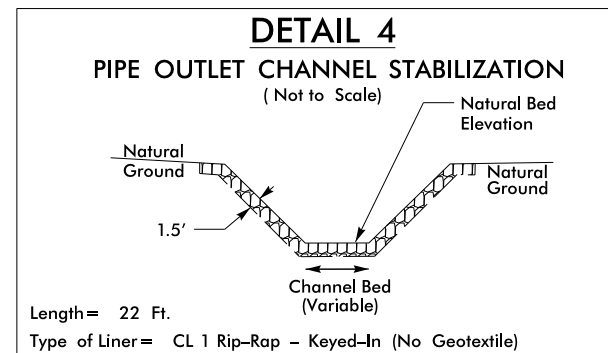 DETAIL 4
PIPE OUTLET CHANNEL STABILIZATION
( Not to Scale)
Natural Bed
Elevation
Natural
Ground
Natural
Ground
1.5'
Channel Bed
(Variable)
Length= 22 Ft.
Type of Liner= CL 1 Rip-Rap - Keyed-In (No Geotextile)